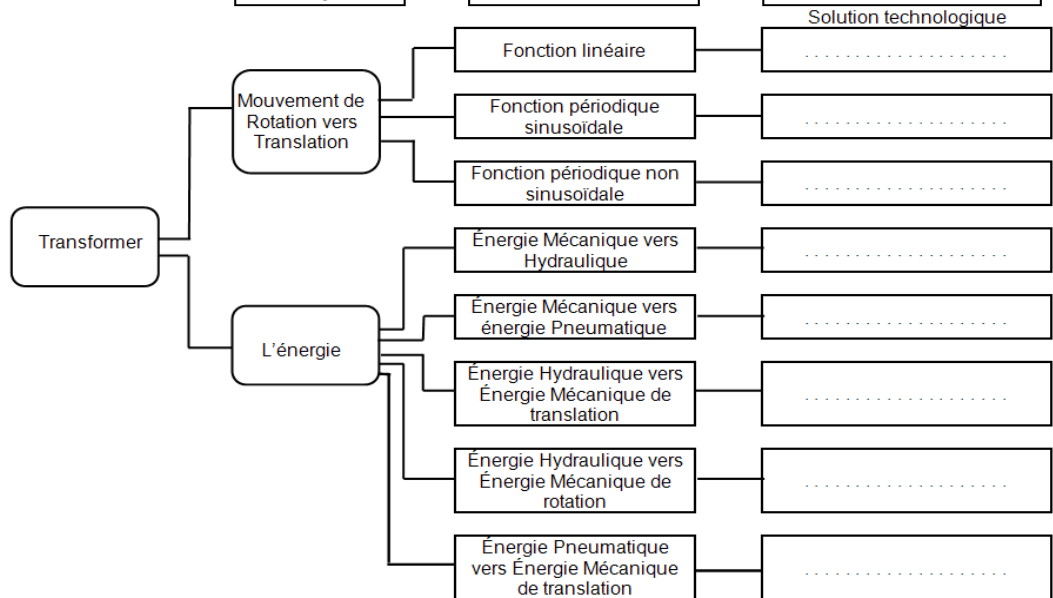 Solution technologique
Fonction linéaire
. . . . . . . . . . . . . . . . . . . .
Mouvement de
Rotation vers
Translation
Fonction périodique
sinusoïdale
. . . . . . . . . . . . . . . . . . . .
Fonction périodique non
sinusoïdale
. . . . . . . . . . . . . . . . . . . .
Transformer
Énergie Mécanique vers
Hydraulique
. . . . . . . . . . . . . . . . . . . .
Énergie Mécanique vers
énergie Pneumatique
. . . . . . . . . . . . . . . . . . . .
L'énergie
Énergie Hydraulique vers
Énergie Mécanique de
translation
. . . . . . . . . . . . . . . . . . . .
Énergie Hydraulique vers
Énergie Mécanique de
rotation
. . . . . . . . . . . . . . . . . . . .
Énergie Pneumatique
vers Énergie Mécanique
de translation
. . . . . . . . . . . . . . . . . . . .